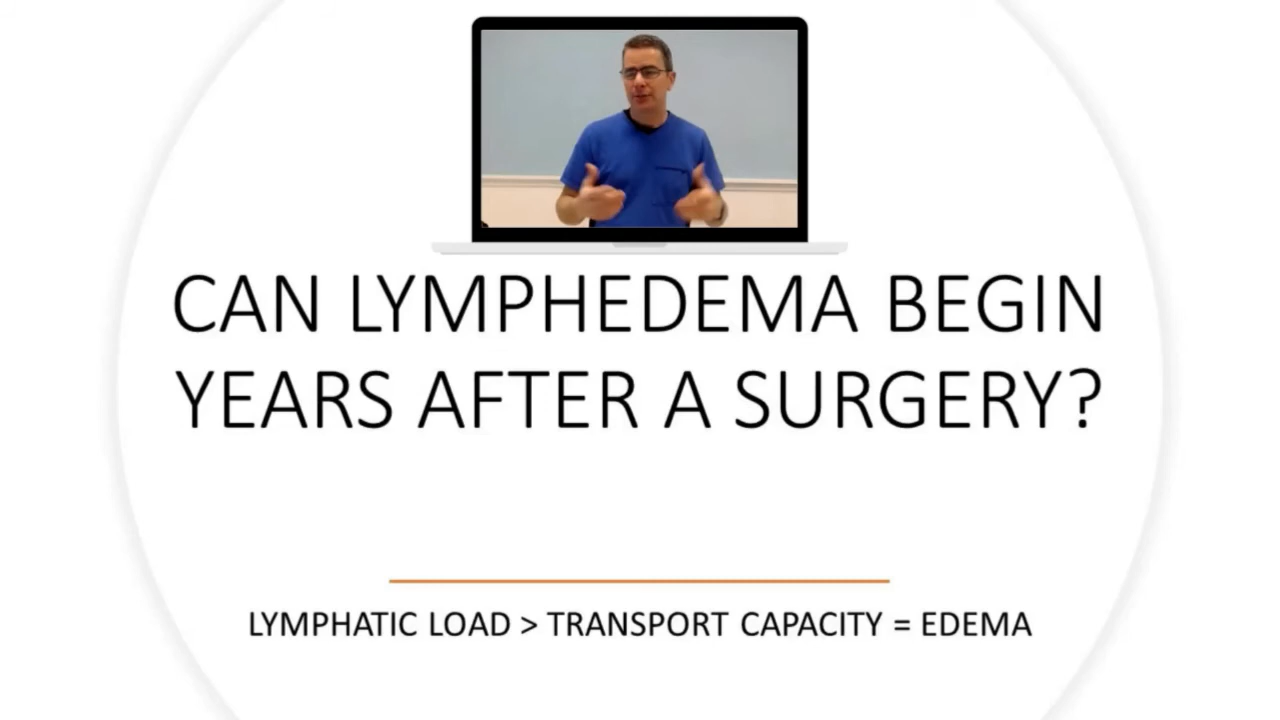 CAN LYMPHEDEMA BEGIN
YEARS AFTER A SURGERY?
LYMPHATIC LOAD > TRANSPORT CAPACITY = EDEMA